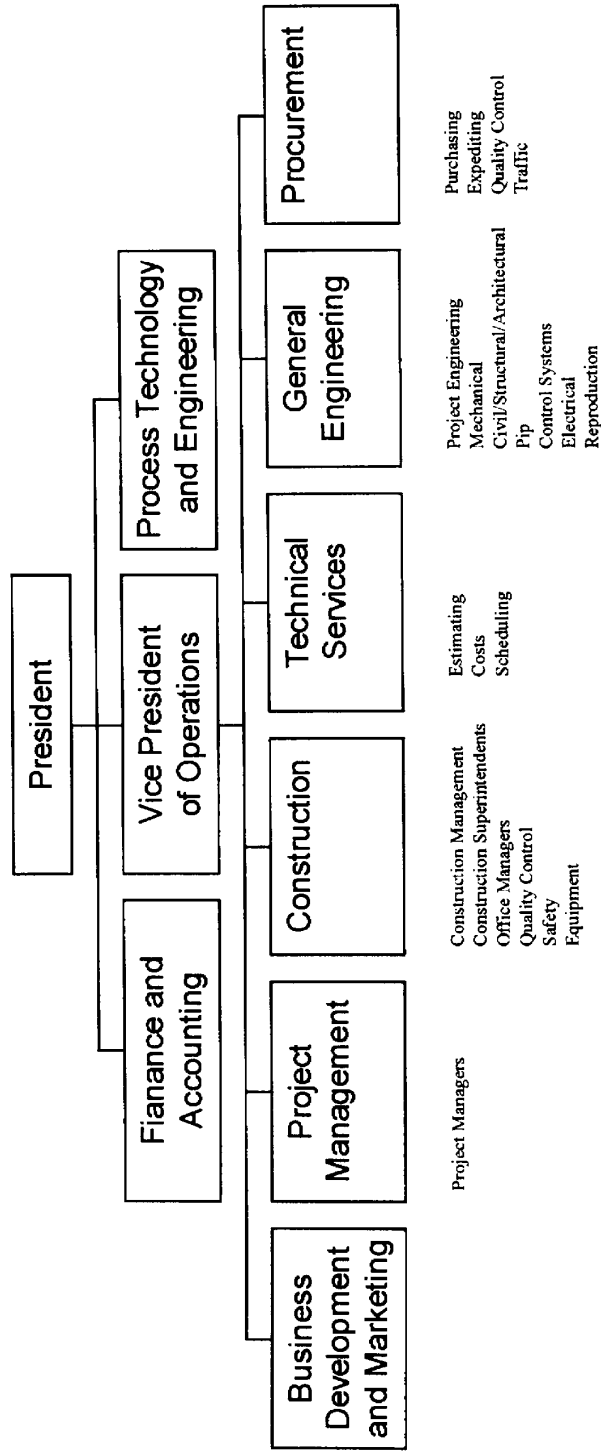 President
Fianance and
Accounting
Vice President
of Operations
Process Technology
and Engineering
Business
Development
and Marketing
Project
Management
Construction
Technical
Services
General
Engineering
Procurement
Project Managers
Construction Management
Construction Superintendents
Office Managers
Quality Control
Safety
Equipment
Estimating
Costs
Scheduling
Project Engineering
Mechanical
Civil/Structural/Architectural
Pip
Control Systems
Electrical
Reproduction
Purchasing
Expediting
Quality Control
Traffic